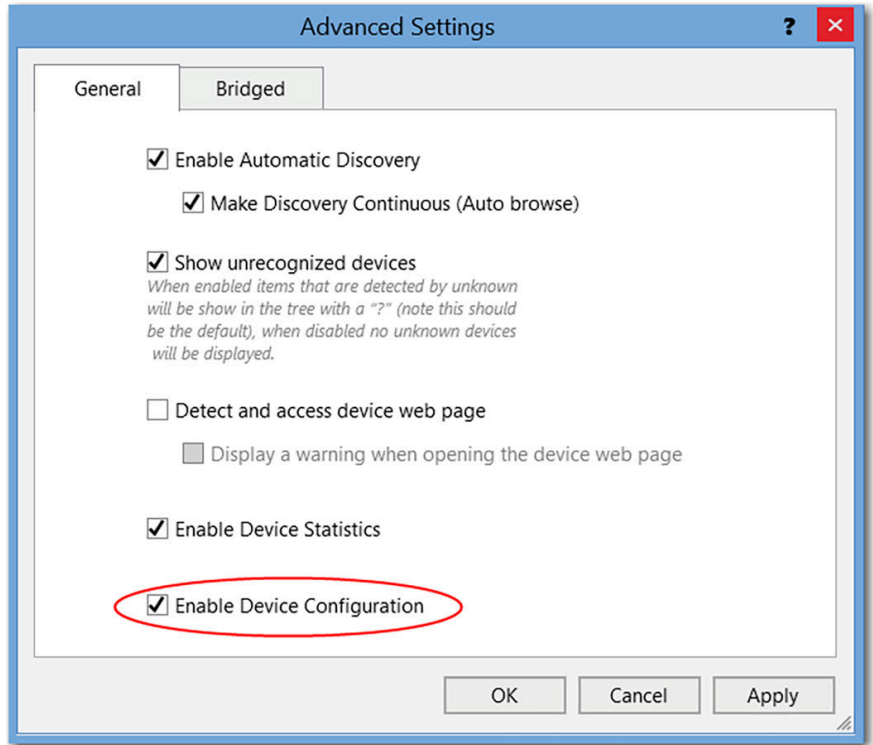 Advanced Settings
?
General
Bridged
Enable Automatic Discovery
Make Discovery Continuous (Auto browse)
Show unrecognized devices
When enabled items that are detected by unknown
will be show in the tree with a "?" (note this should
be the default), when disabled no unknown devices
will be displayed.
Detect and access device web page
Display a warning when opening the device web page
Enable Device Statistics
Enable Device Configuration
OK
Cancel
Apply